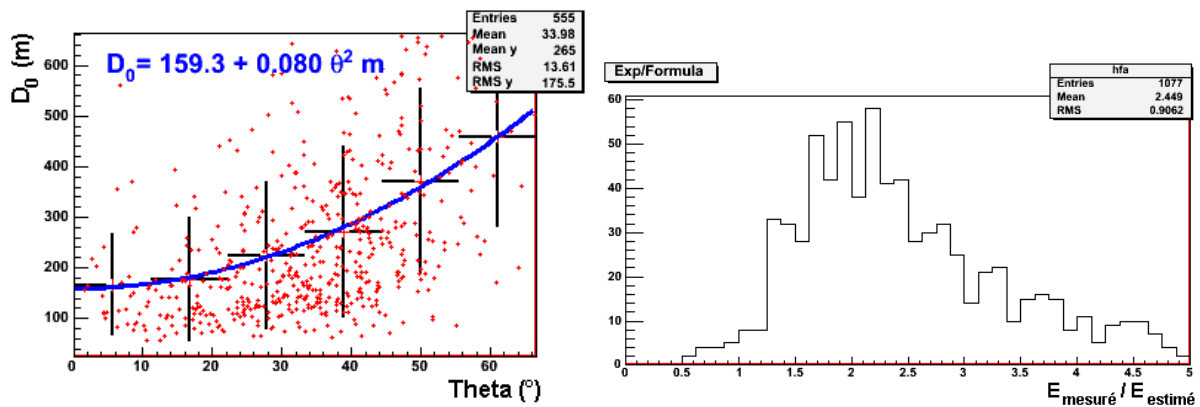 Entries 555
Mean 33.98
Mean y 265
RMS 13.61
RMS y 175.5
D₀ = 159.3 + 0.080 θ² m
D₀ (m)
600
500
400
300
200
100
0 10 20 30 40 50 60
Theta (°)
Exp/Formula
hfa
Entries 1077
Mean 2.449
RMS 0.9062
60
50
40
30
20
10
0
0 0.5 1 1.5 2 2.5 3 3.5 4 4.5 5
E mesuré / E estimé